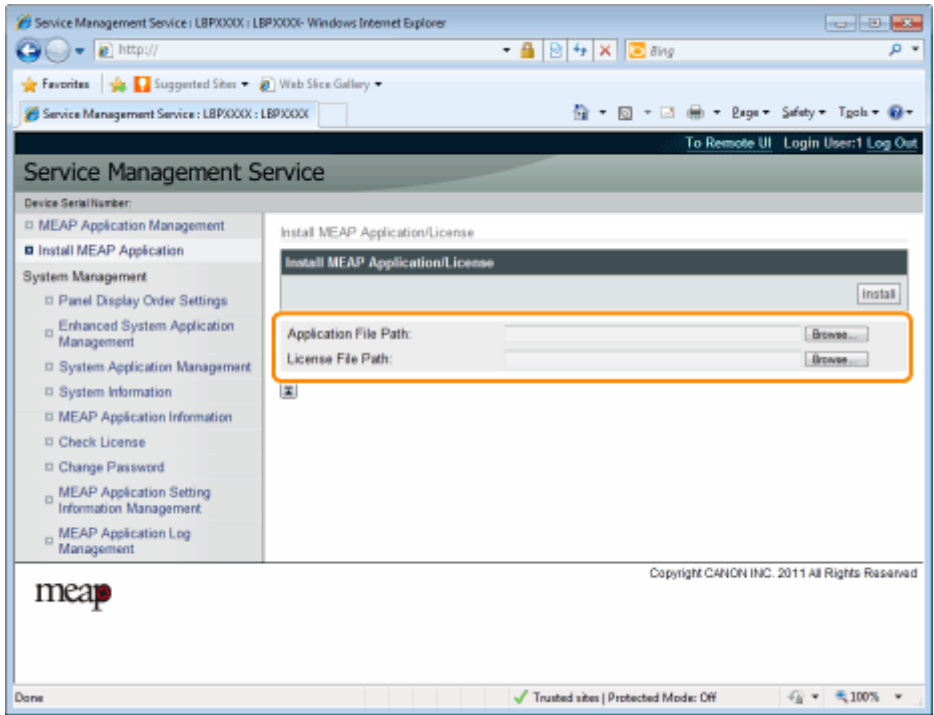 Service Management Service : LBPXXXX : LBPXXXX- Windows Internet Explorer
http://
Bing
Favorites Suggested Sites Web Slice Gallery
Service Management Service : LBPXXXX : LBPXXXX
Page Safety Tools
To Remote UI Login User:1 Log Out
Service Management Service
Device Serial Number:
MEAP Application Management
Install MEAP Application
System Management
Panel Display Order Settings
Enhanced System Application
Management
System Application Management
System Information
MEAP Application Information
Check License
Change Password
MEAP Application Setting
Information Management
MEAP Application Log
Management
Install MEAP Application/License
Install MEAP Application/License
Install
Application File Path: Browse...
License File Path: Browse...
Copyright CANON INC. 2011 All Rights Reserved
meap
Done Trusted sites | Protected Mode: Off 100%